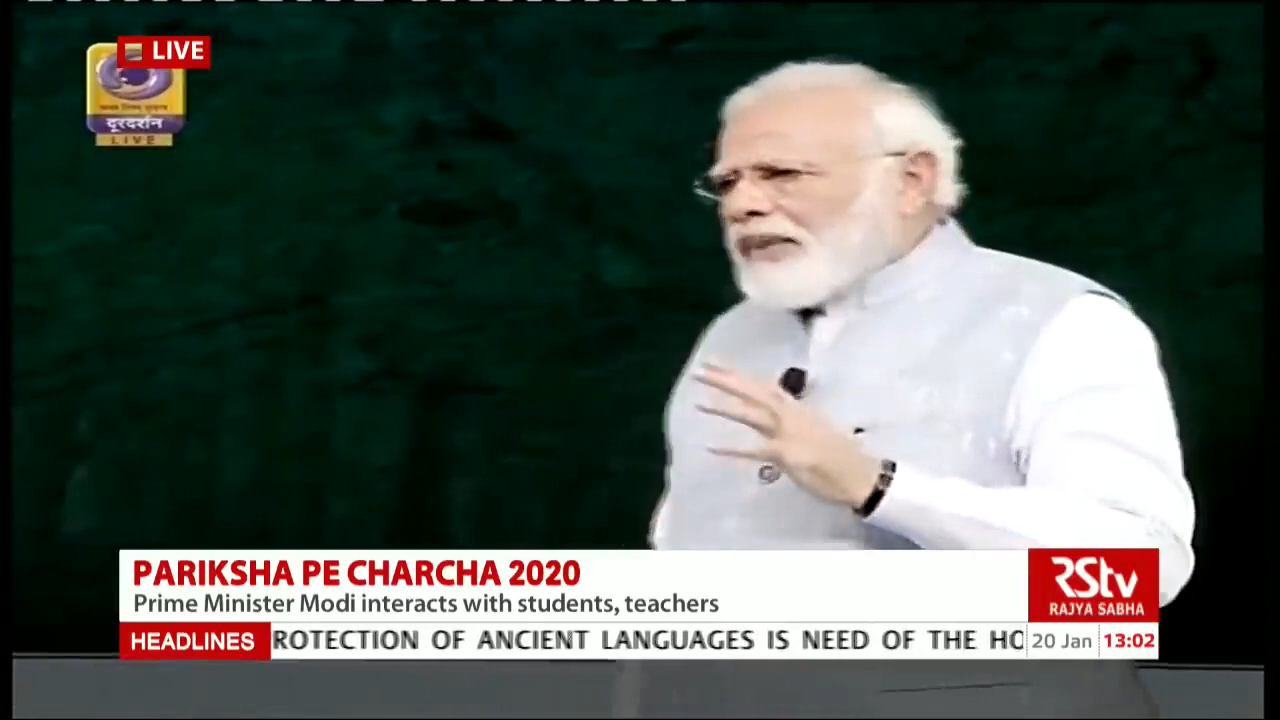 LIVE
दूरदर्शन
LIVE
PARIKSHA PE CHARCHA 2020
Prime Minister Modi interacts with students, teachers
RStv
RAJYA SABHA
HEADLINES ROTECTION OF ANCIENT LANGUAGES IS NEED OF THE HO 20 Jan 13:02